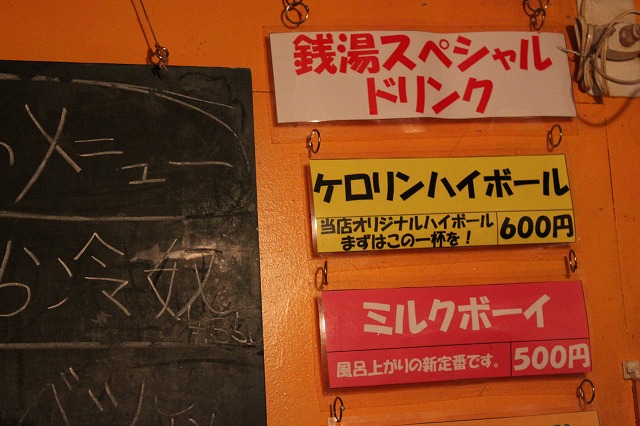 メニュー
冷奴
銭湯スペシャル
ドリンク
ケロリンハイボール
当店オリジナルハイボール
まずはこの一杯を！
600円
ミルクボーイ
風呂上がりの新定番です。
500円